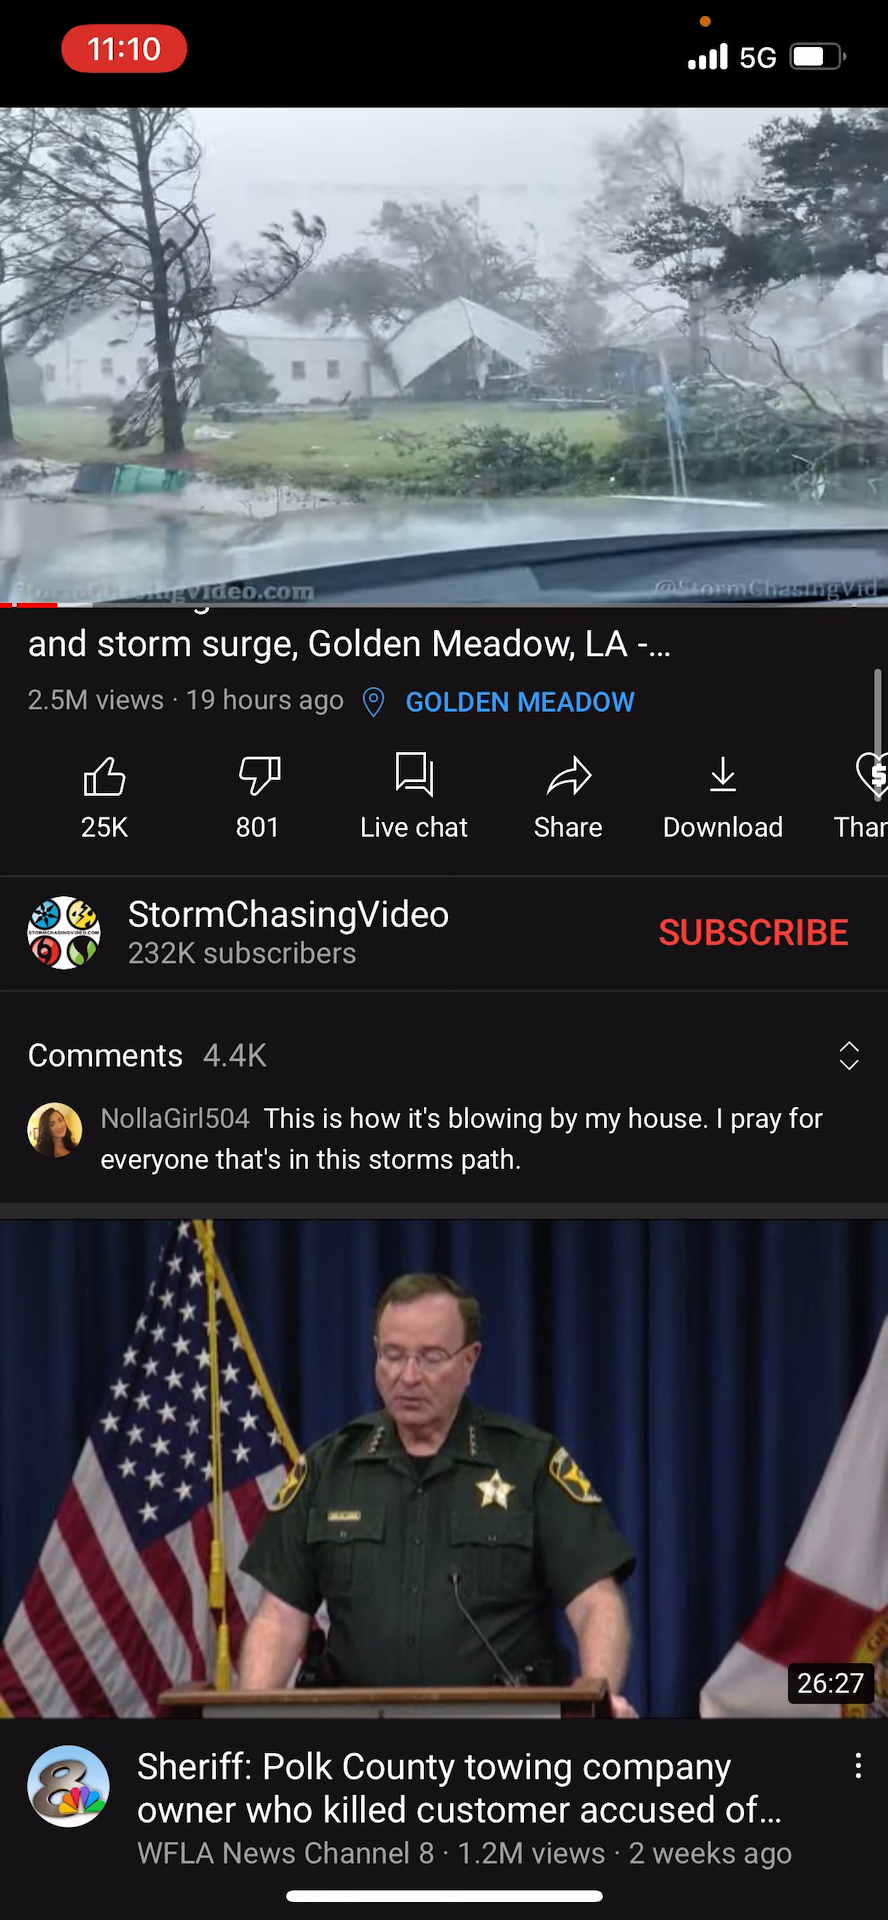 11:10
5G
and storm surge, Golden Meadow, LA -...
2.5M views · 19 hours ago GOLDEN MEADOW
25K
801
Live chat
Share
Download
StormChasingVideo
232K subscribers
SUBSCRIBE
Comments 4.4K
NollaGirl504 This is how it's blowing by my house. I pray for
everyone that's in this storms path.
26:27
8
Sheriff: Polk County towing company
owner who killed customer accused of...
WFLA News Channel 8 · 1.2M views · 2 weeks ago